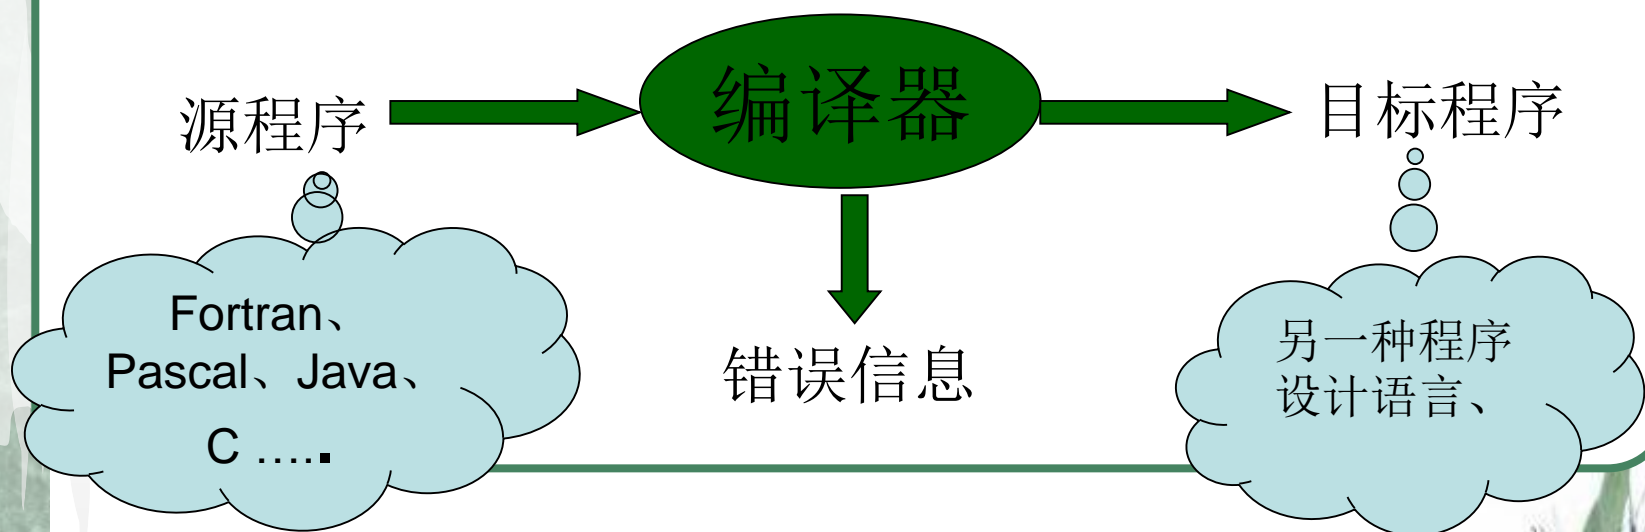 源程序
编译器
目标程序
错误信息
Fortran、
Pascal、Java、
C …..
另一种程序
设计语言、